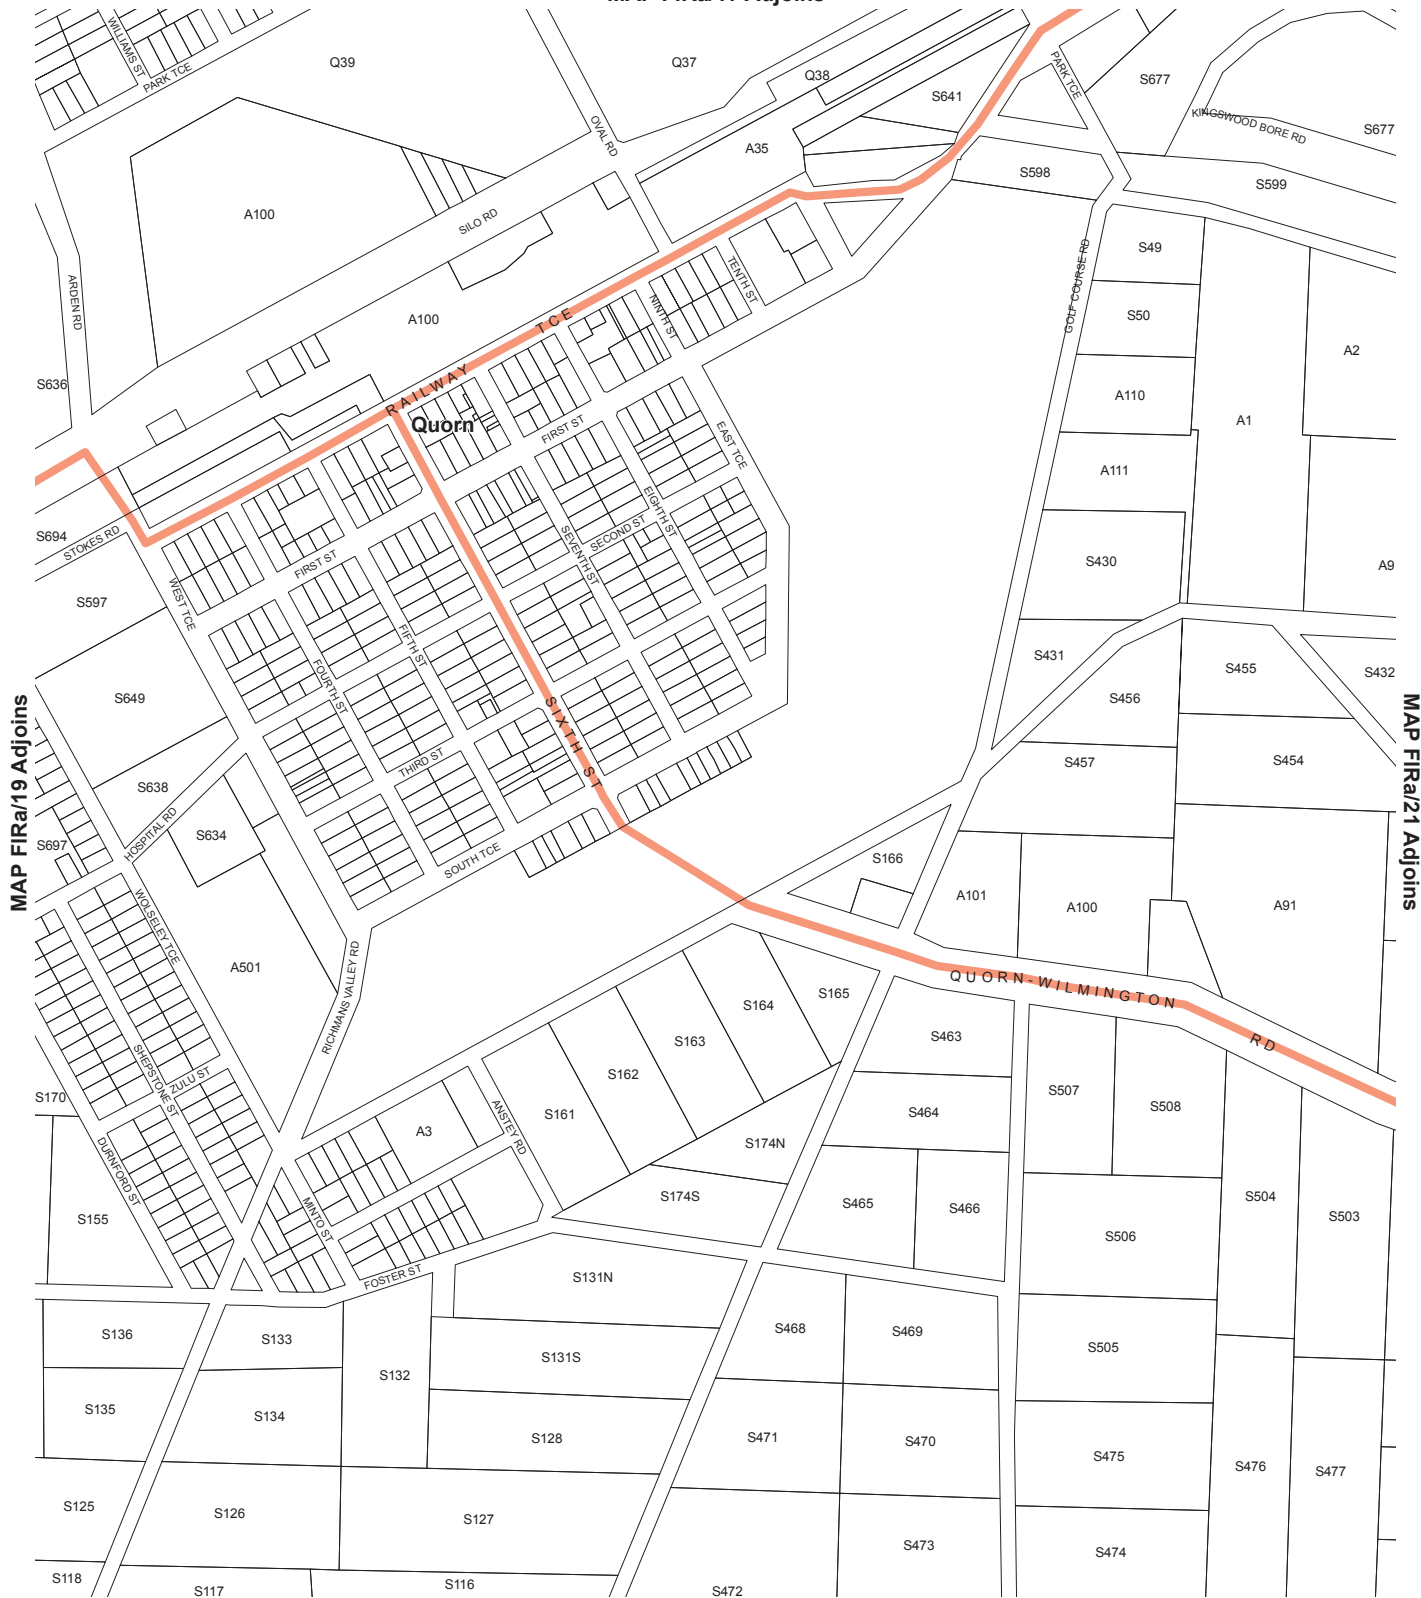 WILLIAMS ST
PARK TCE
Q39
Q37
Q38
S641
PARK TCE
S677
KINGSWOOD BORE RD
S677
OVAL RD
A35
S598
S599
A100
SILO RD
ARDEN RD
GOLF COURSE RD
S49
TENTH ST
NINTH ST
A100
S50
A2
RAILWAY TCE
S636
A110
Quorn
FIRST ST
EAST TCE
A1
A111
S694
STOKES RD
EIGHTH ST
SECOND ST
SEVENTH ST
FIRST ST
S430
A9
WEST TCE
S597
FIFTH ST
FOURTH ST
S431
S455
S432
S649
S456
MAP FIRa/19 Adjoins
MAP FIRa/21 Adjoins
SIXTH ST
THIRD ST
S457
S454
S638
HOSPITAL RD
S634
S697
SOUTH TCE
S166
A101
A100
A91
WOLSELEY TCE
A501
RICHMANS VALLEY RD
QUORN-WILMINGTON RD
S165
S164
S163
S162
S161
S463
S507
S508
S464
SHEPSTONE ST
ZULU ST
S170
A3
ANSTEY RD
S174N
S174S
DURNFORD ST
MINTO ST
S155
S465
S466
S504
S503
S506
FOSTER ST
S131N
S136
S133
S468
S469
S505
S131S
S132
S135
S134
S128
S471
S470
S475
S476
S477
S125
S126
S127
S473
S474
S118
S117
S116
S472